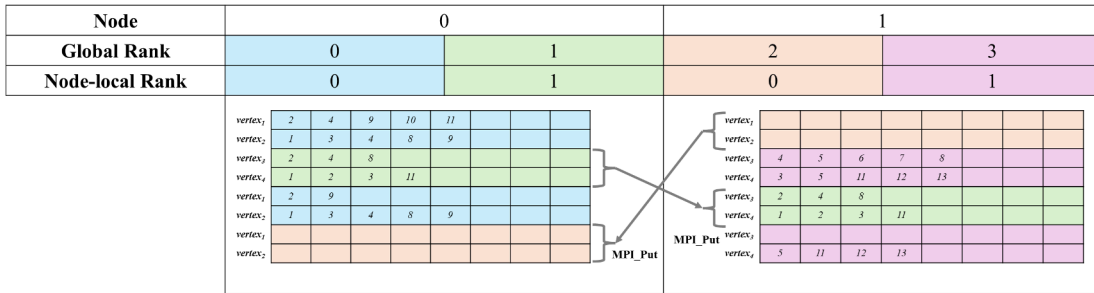 Node 0 1
Global Rank 0 1 2 3
Node-local Rank 0 1 0 1
vertex1 2 4 9 10 11
vertex2 1 3 4 8 9
vertex3 2 4 8
vertex4 1 2 3 11
vertex1 2 9
vertex2 1 3 4 8 9
vertex1
vertex2
MPI_Put
vertex1
vertex2
vertex3 4 5 6 7 8
vertex4 3 5 11 12 13
vertex3 2 4 8
vertex4 1 2 3 11
MPI_Put
vertex3
vertex4 5 11 12 13